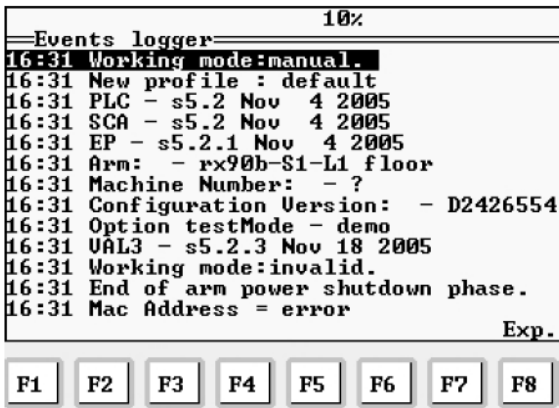 10%
Events logger
16:31 Working mode:manual.
16:31 New profile : default
16:31 PLC - s5.2 Nov  4 2005
16:31 SCA - s5.2 Nov  4 2005
16:31 EP - s5.2.1 Nov  4 2005
16:31 Arm:  - rx90b-S1-L1 floor
16:31 Machine Number:  - ?
16:31 Configuration Version:  - D2426554
16:31 Option testMode - demo
16:31 VAL3 - s5.2.3 Nov 18 2005
16:31 Working mode:invalid.
16:31 End of arm power shutdown phase.
16:31 Mac Address = error
Exp.
F1 F2 F3 F4 F5 F6 F7 F8